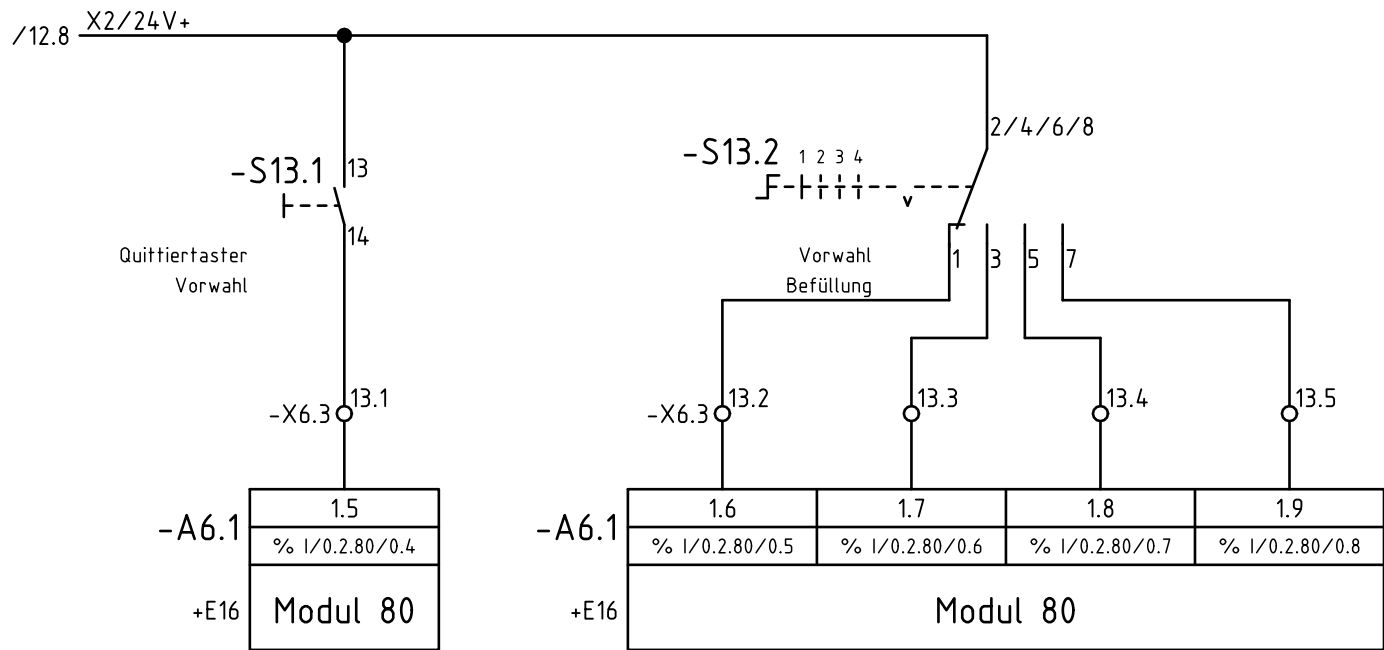 X2/24V+
/12.8
2/4/6/8
-S13.1
13
14
-S13.2
1 2 3 4
Quittiertaster
Vorwahl
Vorwahl
Befüllung
1
3
5
7
-X6.3
13.1
-X6.3
13.2
13.3
13.4
13.5
-A6.1
1.5
% I/0.2.80/0.4
+E16
Modul 80
-A6.1
1.6
1.7
1.8
1.9
% I/0.2.80/0.5
% I/0.2.80/0.6
% I/0.2.80/0.7
% I/0.2.80/0.8
+E16
Modul 80